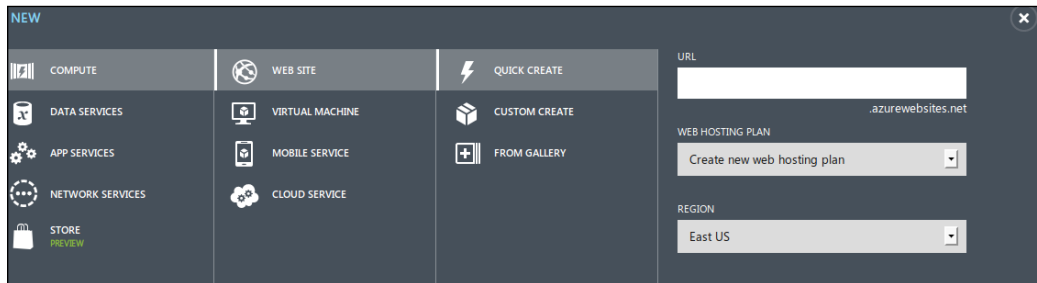 NEW
COMPUTE
DATA SERVICES
APP SERVICES
NETWORK SERVICES
STORE
PREVIEW
WEB SITE
VIRTUAL MACHINE
MOBILE SERVICE
CLOUD SERVICE
QUICK CREATE
CUSTOM CREATE
FROM GALLERY
URL
.azurewebsites.net
WEB HOSTING PLAN
Create new web hosting plan
REGION
East US